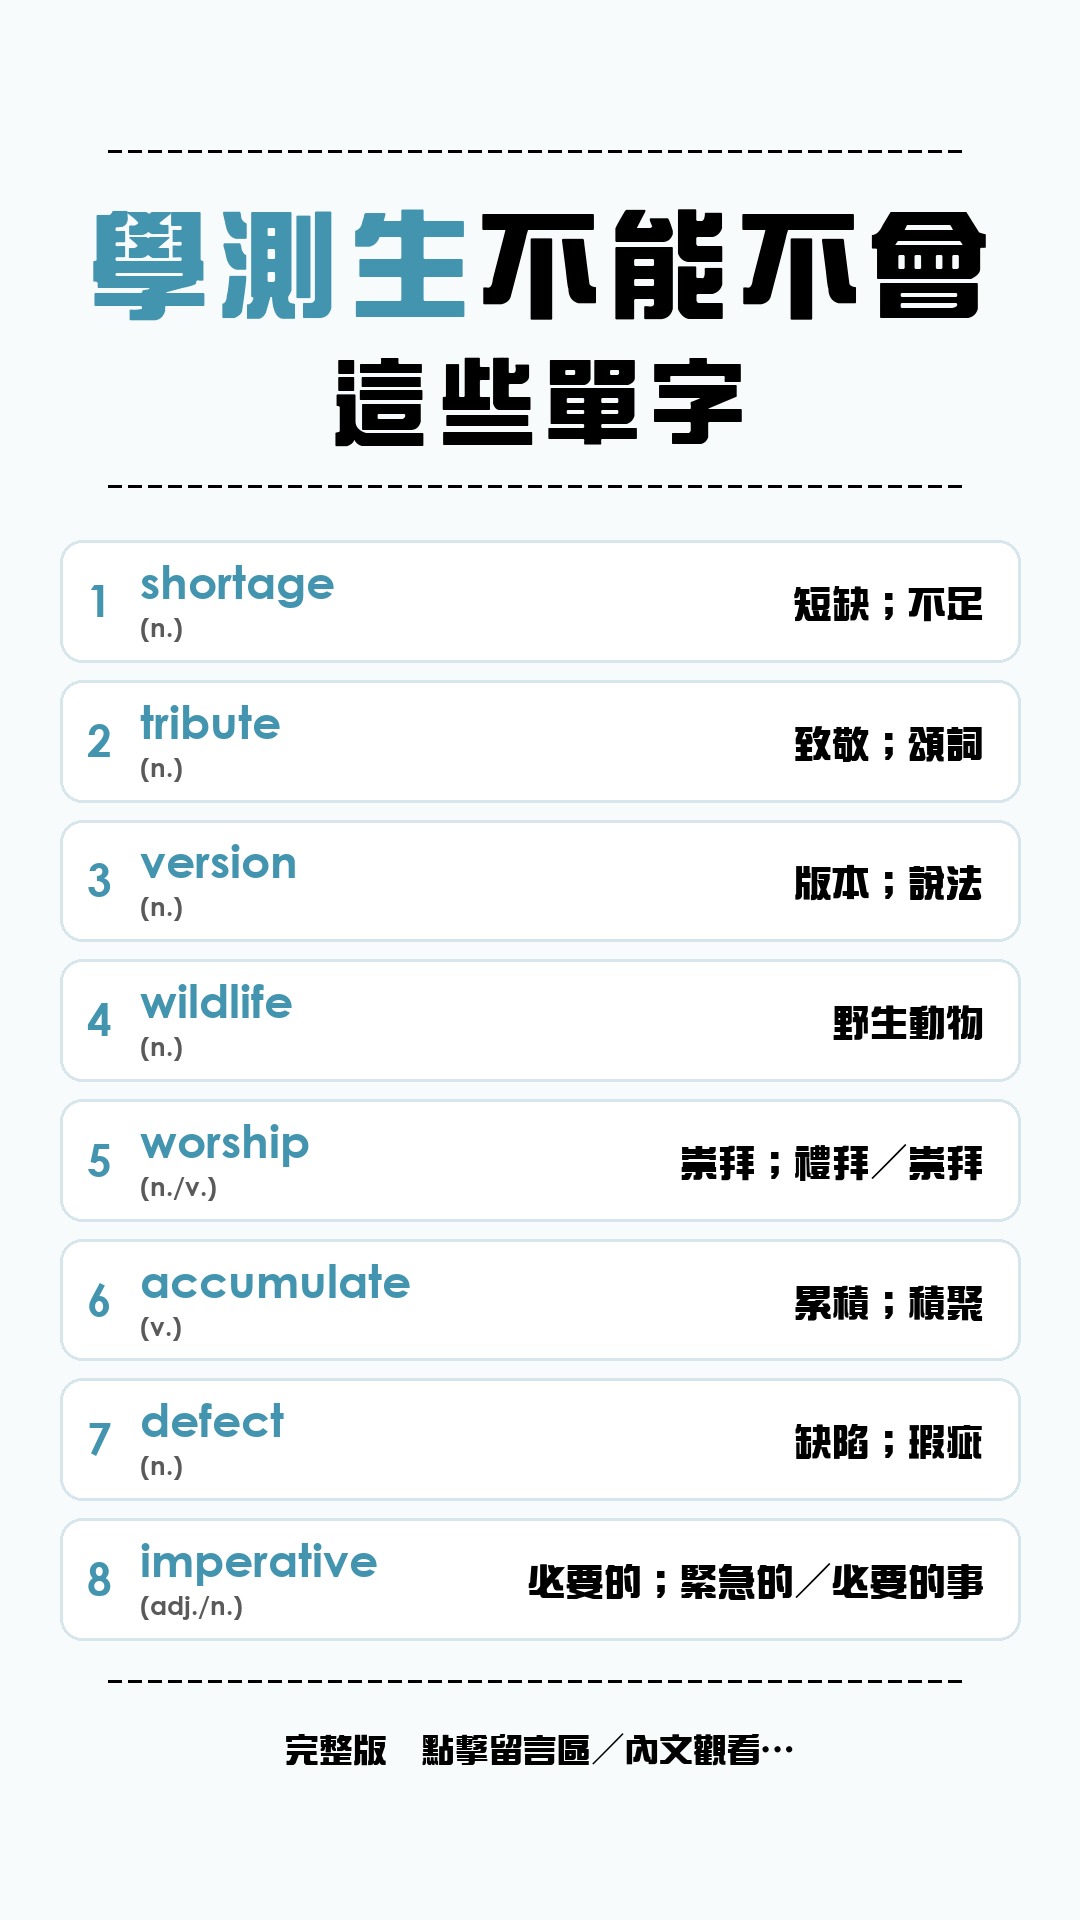 學測生不能不會
這些單字
1 shortage
(n.)
短缺；不足
2 tribute
(n.)
致敬；頌詞
3 version
(n.)
版本；說法
4 wildlife
(n.)
野生動物
5 worship
(n./v.)
崇拜；禮拜／崇拜
6 accumulate
(v.)
累積；積聚
7 defect
(n.)
缺陷；瑕疵
8 imperative
(adj./n.)
必要的；緊急的／必要的事
完整版　點擊留言區／內文觀看…